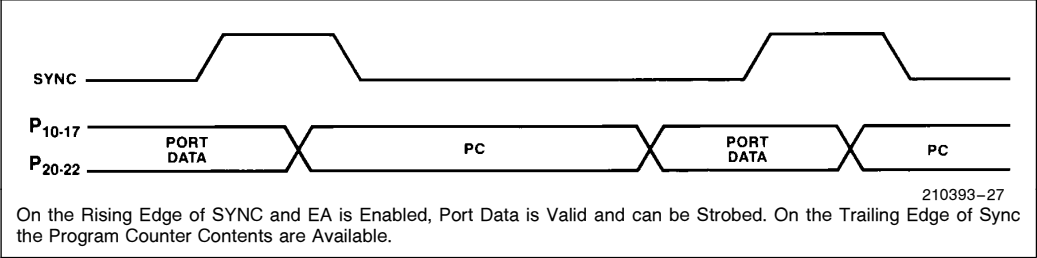 SYNC
P10-17
PORT DATA
PC
PORT DATA
PC
P20-22
210393–27
On the Rising Edge of SYNC and EA is Enabled, Port Data is Valid and can be Strobed. On the Trailing Edge of Sync
the Program Counter Contents are Available.